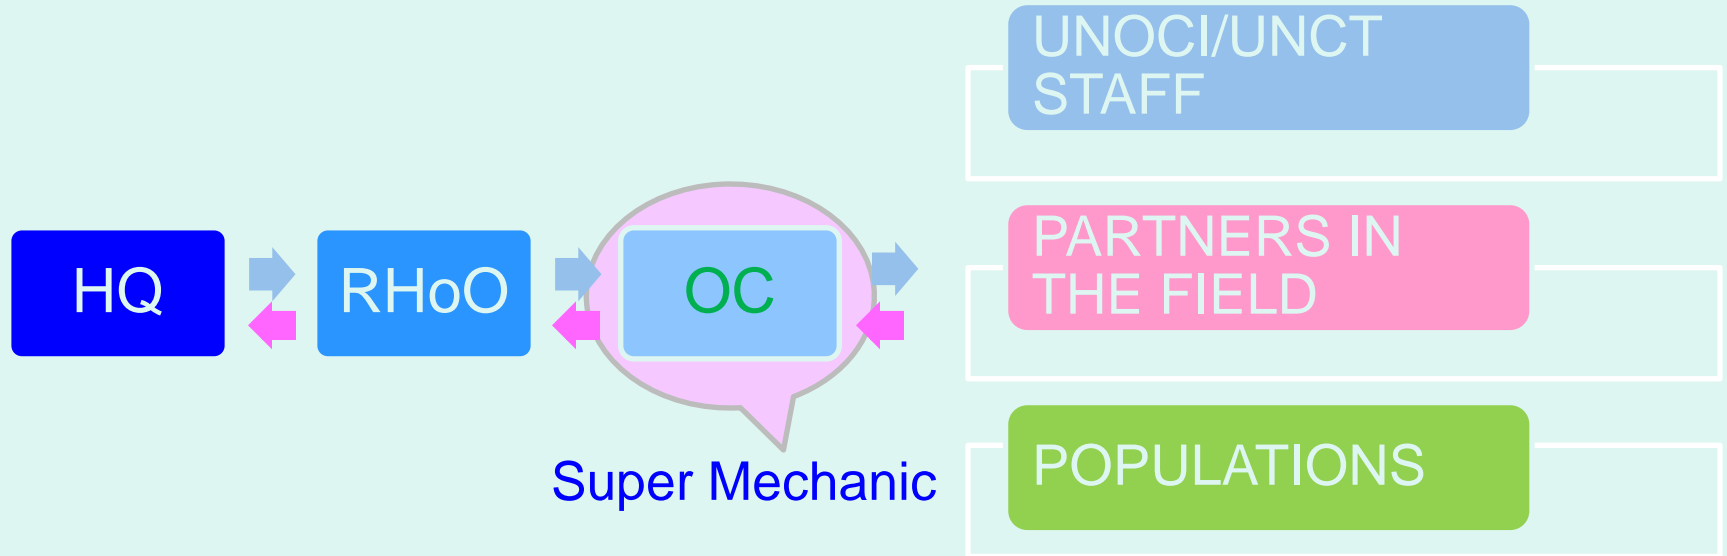 HQ
RHoO
OC
Super Mechanic
UNOCI/UNCT
STAFF
PARTNERS IN
THE FIELD
POPULATIONS